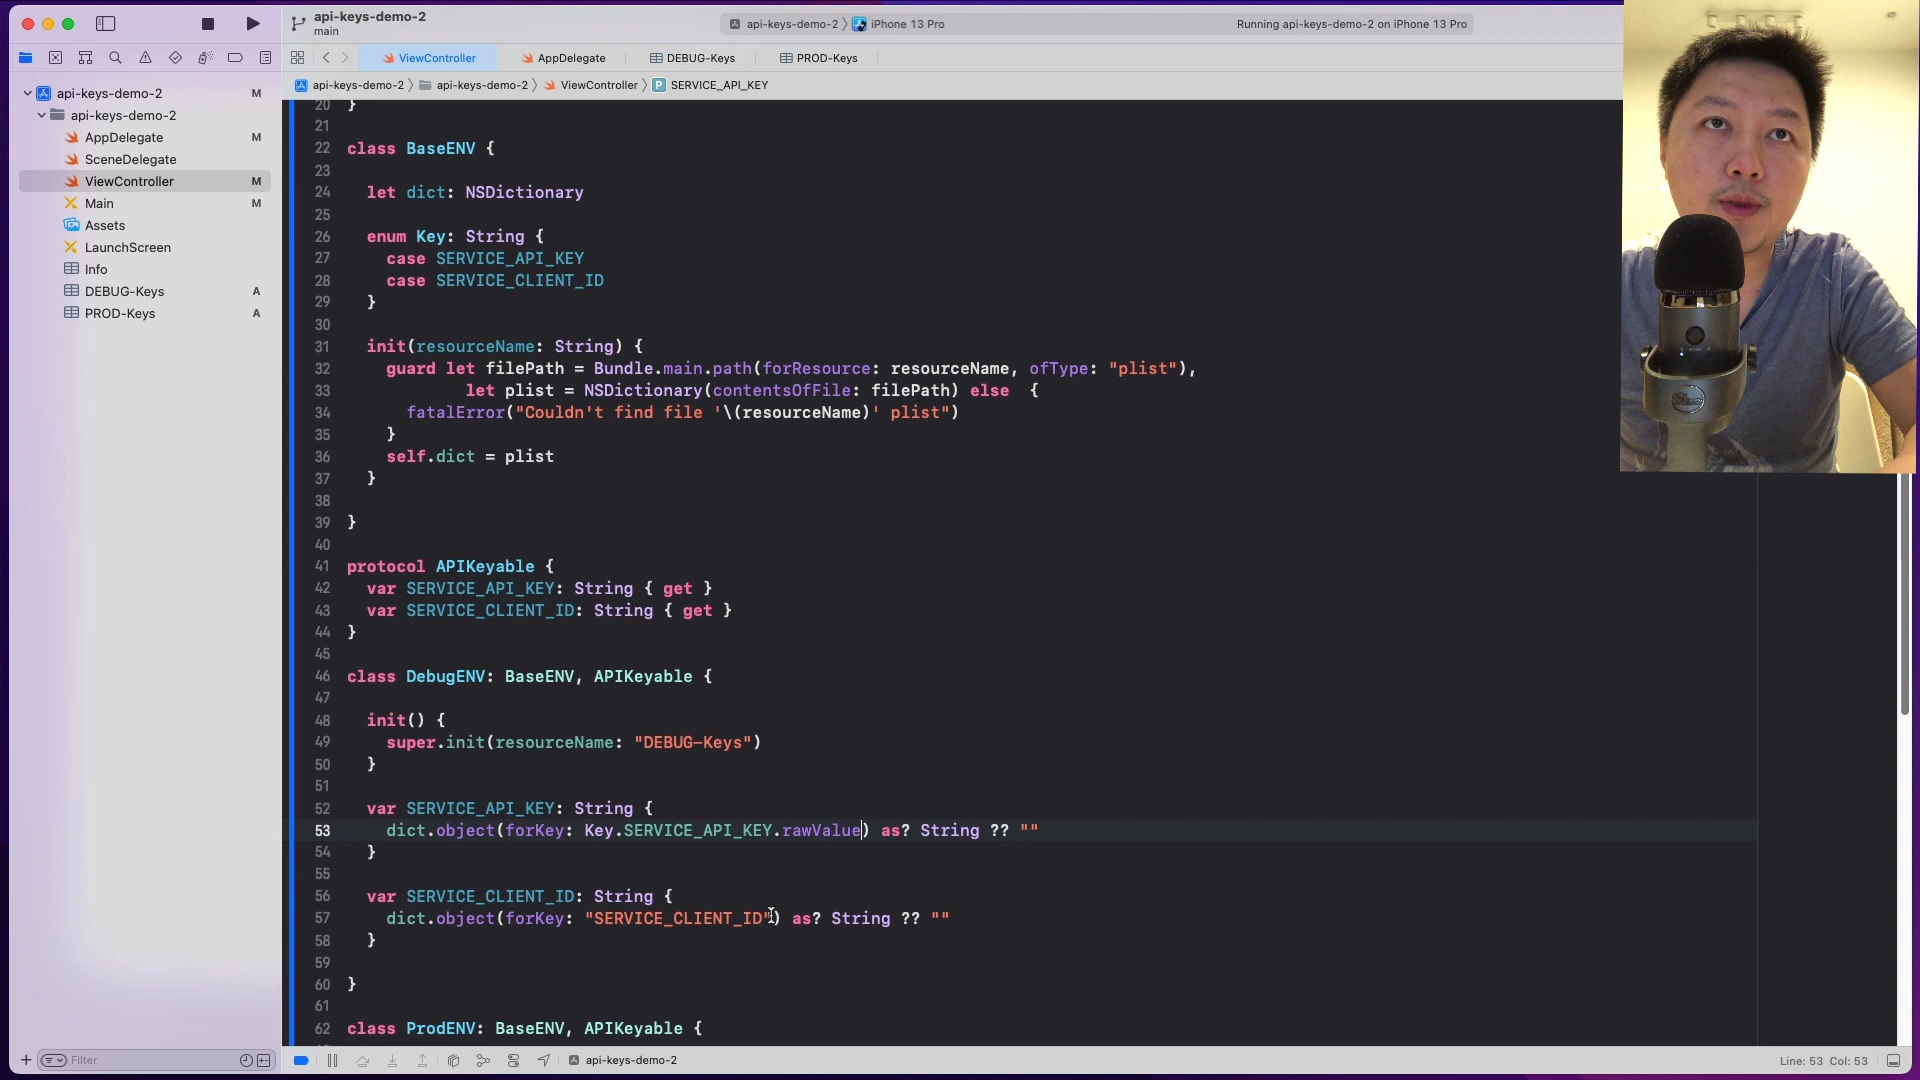 api-keys-demo-2
main
api-keys-demo-2 〉 iPhone 13 Pro
Running api-keys-demo-2 on iPhone 13 Pro
ViewController
AppDelegate
DEBUG-Keys
PROD-Keys
api-keys-demo-2 〉 api-keys-demo-2 〉 ViewController 〉 P SERVICE_API_KEY
api-keys-demo-2 M
api-keys-demo-2
AppDelegate M
SceneDelegate
ViewController M
Main M
Assets
LaunchScreen
Info
DEBUG-Keys A
PROD-Keys A
Filter
20 }
21
22 class BaseENV {
23
24 let dict: NSDictionary
25
26 enum Key: String {
27 case SERVICE_API_KEY
28 case SERVICE_CLIENT_ID
29 }
30
31 init(resourceName: String) {
32 guard let filePath = Bundle.main.path(forResource: resourceName, ofType: "plist"),
33 let plist = NSDictionary(contentsOfFile: filePath) else {
34 fatalError("Couldn't find file '\(resourceName)' plist")
35 }
36 self.dict = plist
37 }
38
39 }
40
41 protocol APIKeyable {
42 var SERVICE_API_KEY: String { get }
43 var SERVICE_CLIENT_ID: String { get }
44 }
45
46 class DebugENV: BaseENV, APIKeyable {
47
48 init() {
49 super.init(resourceName: "DEBUG-Keys")
50 }
51
52 var SERVICE_API_KEY: String {
53 dict.object(forKey: Key.SERVICE_API_KEY.rawValue) as? String ?? ""
54 }
55
56 var SERVICE_CLIENT_ID: String {
57 dict.object(forKey: "SERVICE_CLIENT_ID") as? String ?? ""
58 }
59
60 }
61
62 class ProdENV: BaseENV, APIKeyable {
api-keys-demo-2
Line: 53 Col: 53